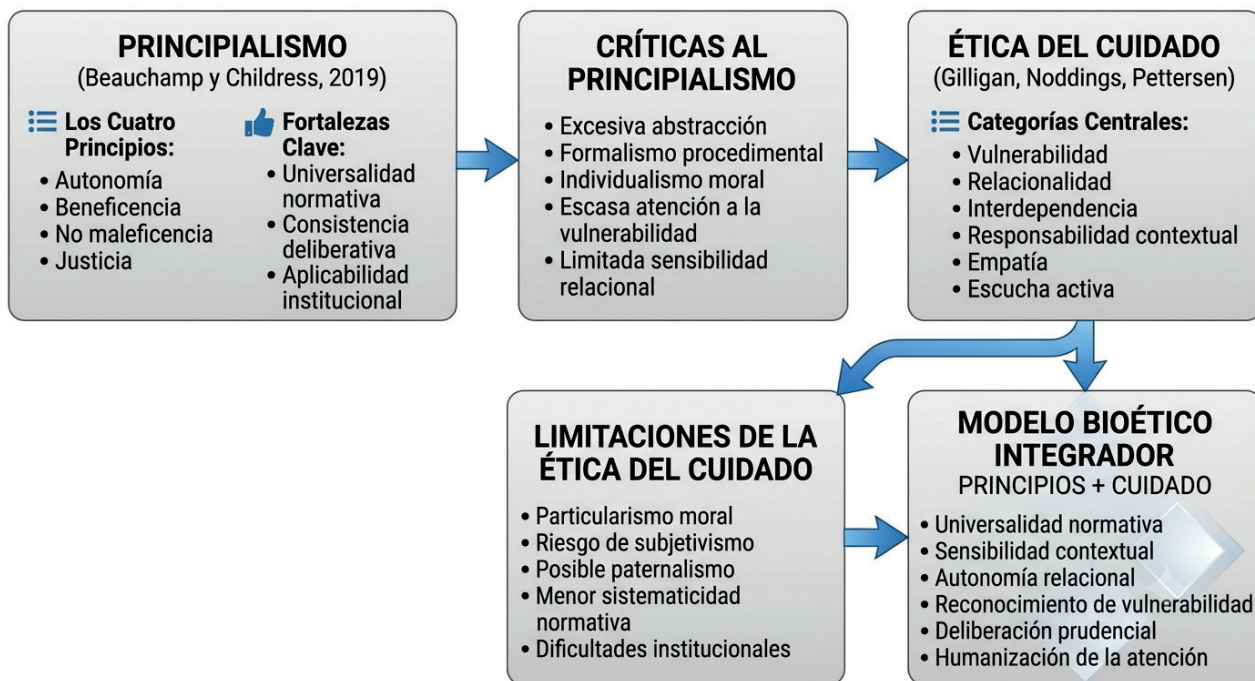 PRINCIPIALISMO
(Beauchamp y Childress, 2019)
Los Cuatro
Principios:
• Autonomía
• Beneficencia
• No maleficencia
• Justicia
Fortalezas
Clave:
• Universalidad
normativa
• Consistencia
deliberativa
• Aplicabilidad
institucional
CRÍTICAS AL
PRINCIPIALISMO
• Excesiva abstracción
• Formalismo procedimental
• Individualismo moral
• Escasa atención a la
vulnerabilidad
• Limitada sensibilidad
relacional
ÉTICA DEL CUIDADO
(Gilligan, Noddings, Pettersen)
Categorías Centrales:
• Vulnerabilidad
• Relacionalidad
• Interdependencia
• Responsabilidad contextual
• Empatía
• Escucha activa
LIMITACIONES DE LA
ÉTICA DEL CUIDADO
• Particularismo moral
• Riesgo de subjetivismo
• Posible paternalismo
• Menor sistematicidad
normativa
• Dificultades institucionales
MODELO BIOÉTICO
INTEGRADOR
PRINCIPIOS + CUIDADO
• Universalidad normativa
• Sensibilidad contextual
• Autonomía relacional
• Reconocimiento de vulnerabilidad
• Deliberación prudencial
• Humanización de la atención